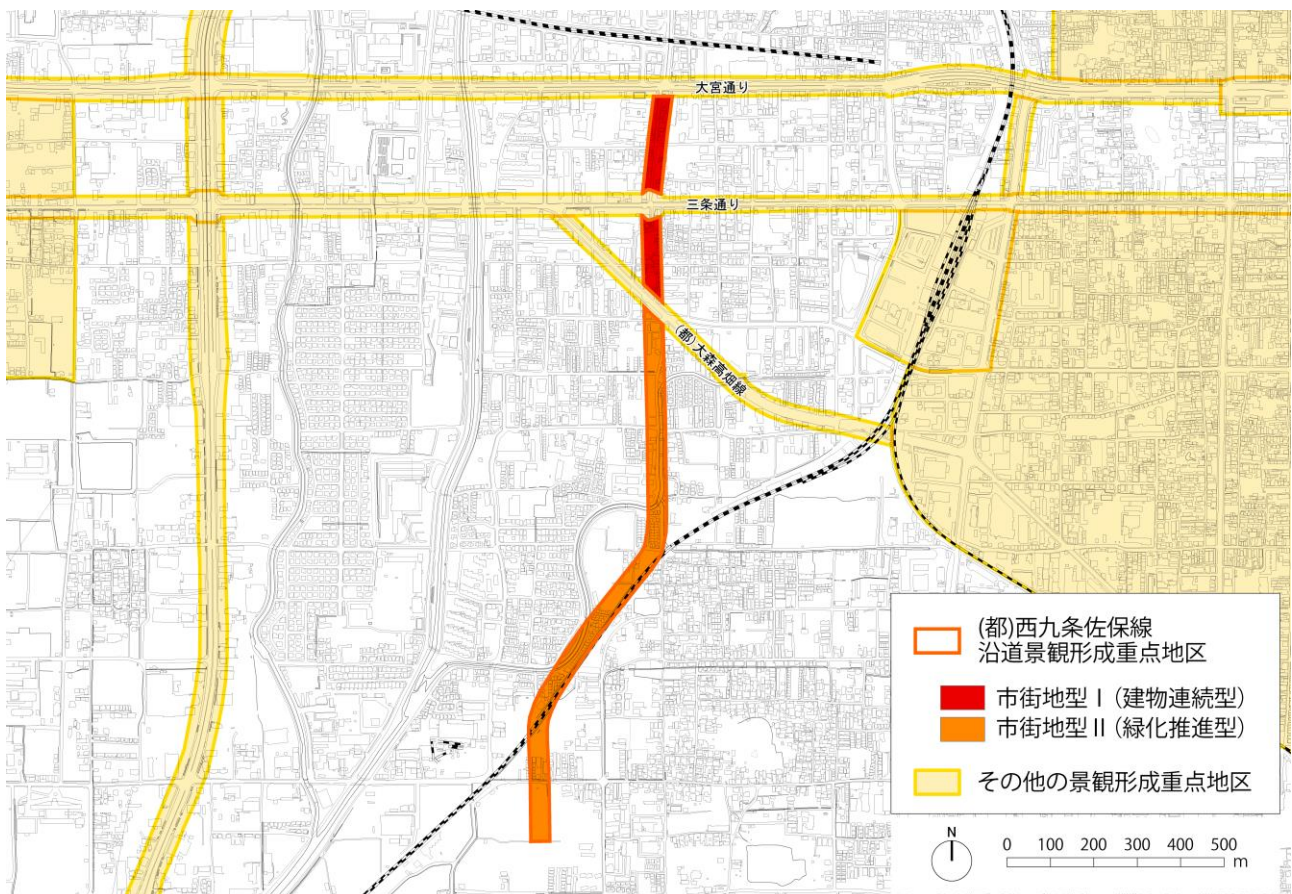 大宮通り
三条通り
(都)大森高畑線
(都)西九条佐保線
沿道景観形成重点地区
市街地型Ⅰ(建物連続型)
市街地型Ⅱ(緑化推進型)
その他の景観形成重点地区
N
0 100 200 300 400 500
m